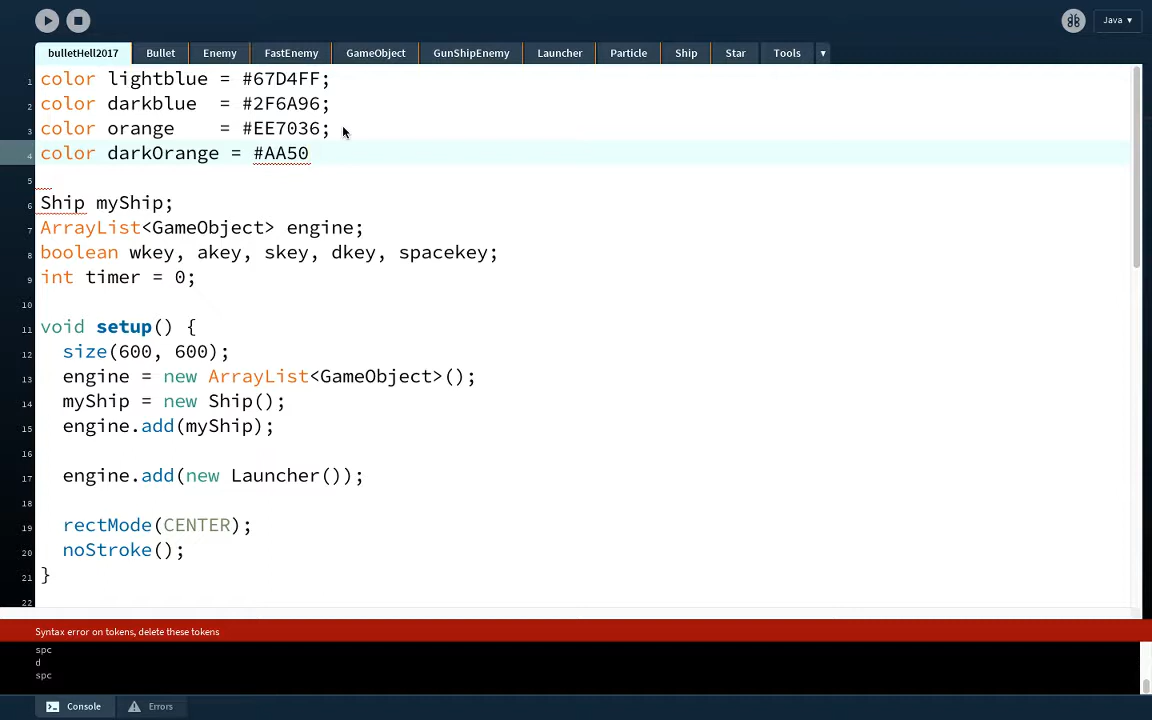 Java ▾
bulletHell2017 Bullet Enemy FastEnemy GameObject GunShipEnemy Launcher Particle Ship Star Tools ▾
1 color lightblue = #67D4FF;
2 color darkblue  = #2F6A96;
3 color orange    = #EE7036;
4 color darkOrange = #AA50
5
6 Ship myShip;
7 ArrayList<GameObject> engine;
8 boolean wkey, akey, skey, dkey, spacekey;
9 int timer = 0;
10
11 void setup() {
12   size(600, 600);
13   engine = new ArrayList<GameObject>();
14   myShip = new Ship();
15   engine.add(myShip);
16
17   engine.add(new Launcher());
18
19   rectMode(CENTER);
20   noStroke();
21 }
22
Syntax error on tokens, delete these tokens
spc
d
spc
Console Errors